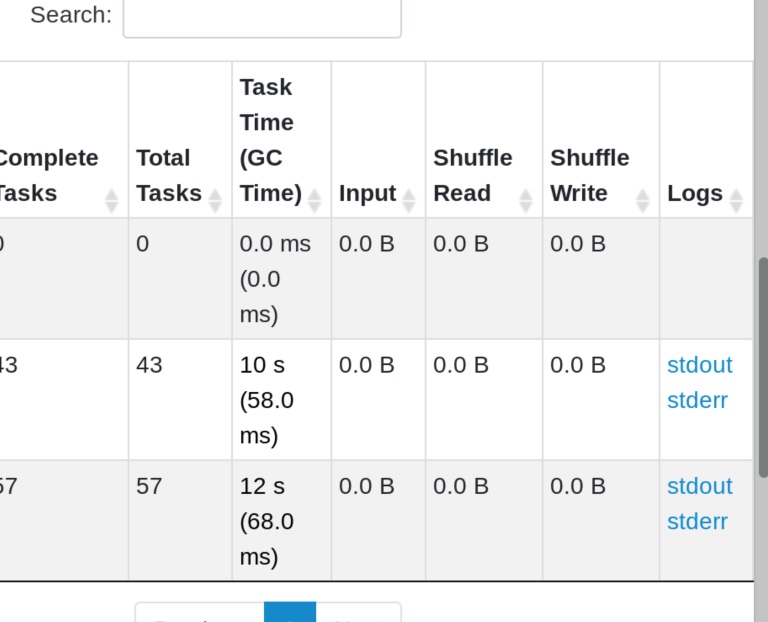 Search:
Complete Tasks
Total Tasks
Task Time (GC Time)
Input
Shuffle Read
Shuffle Write
Logs
0 0 0.0 ms (0.0 ms) 0.0 B 0.0 B 0.0 B
43 43 10 s (58.0 ms) 0.0 B 0.0 B 0.0 B stdout stderr
57 57 12 s (68.0 ms) 0.0 B 0.0 B 0.0 B stdout stderr